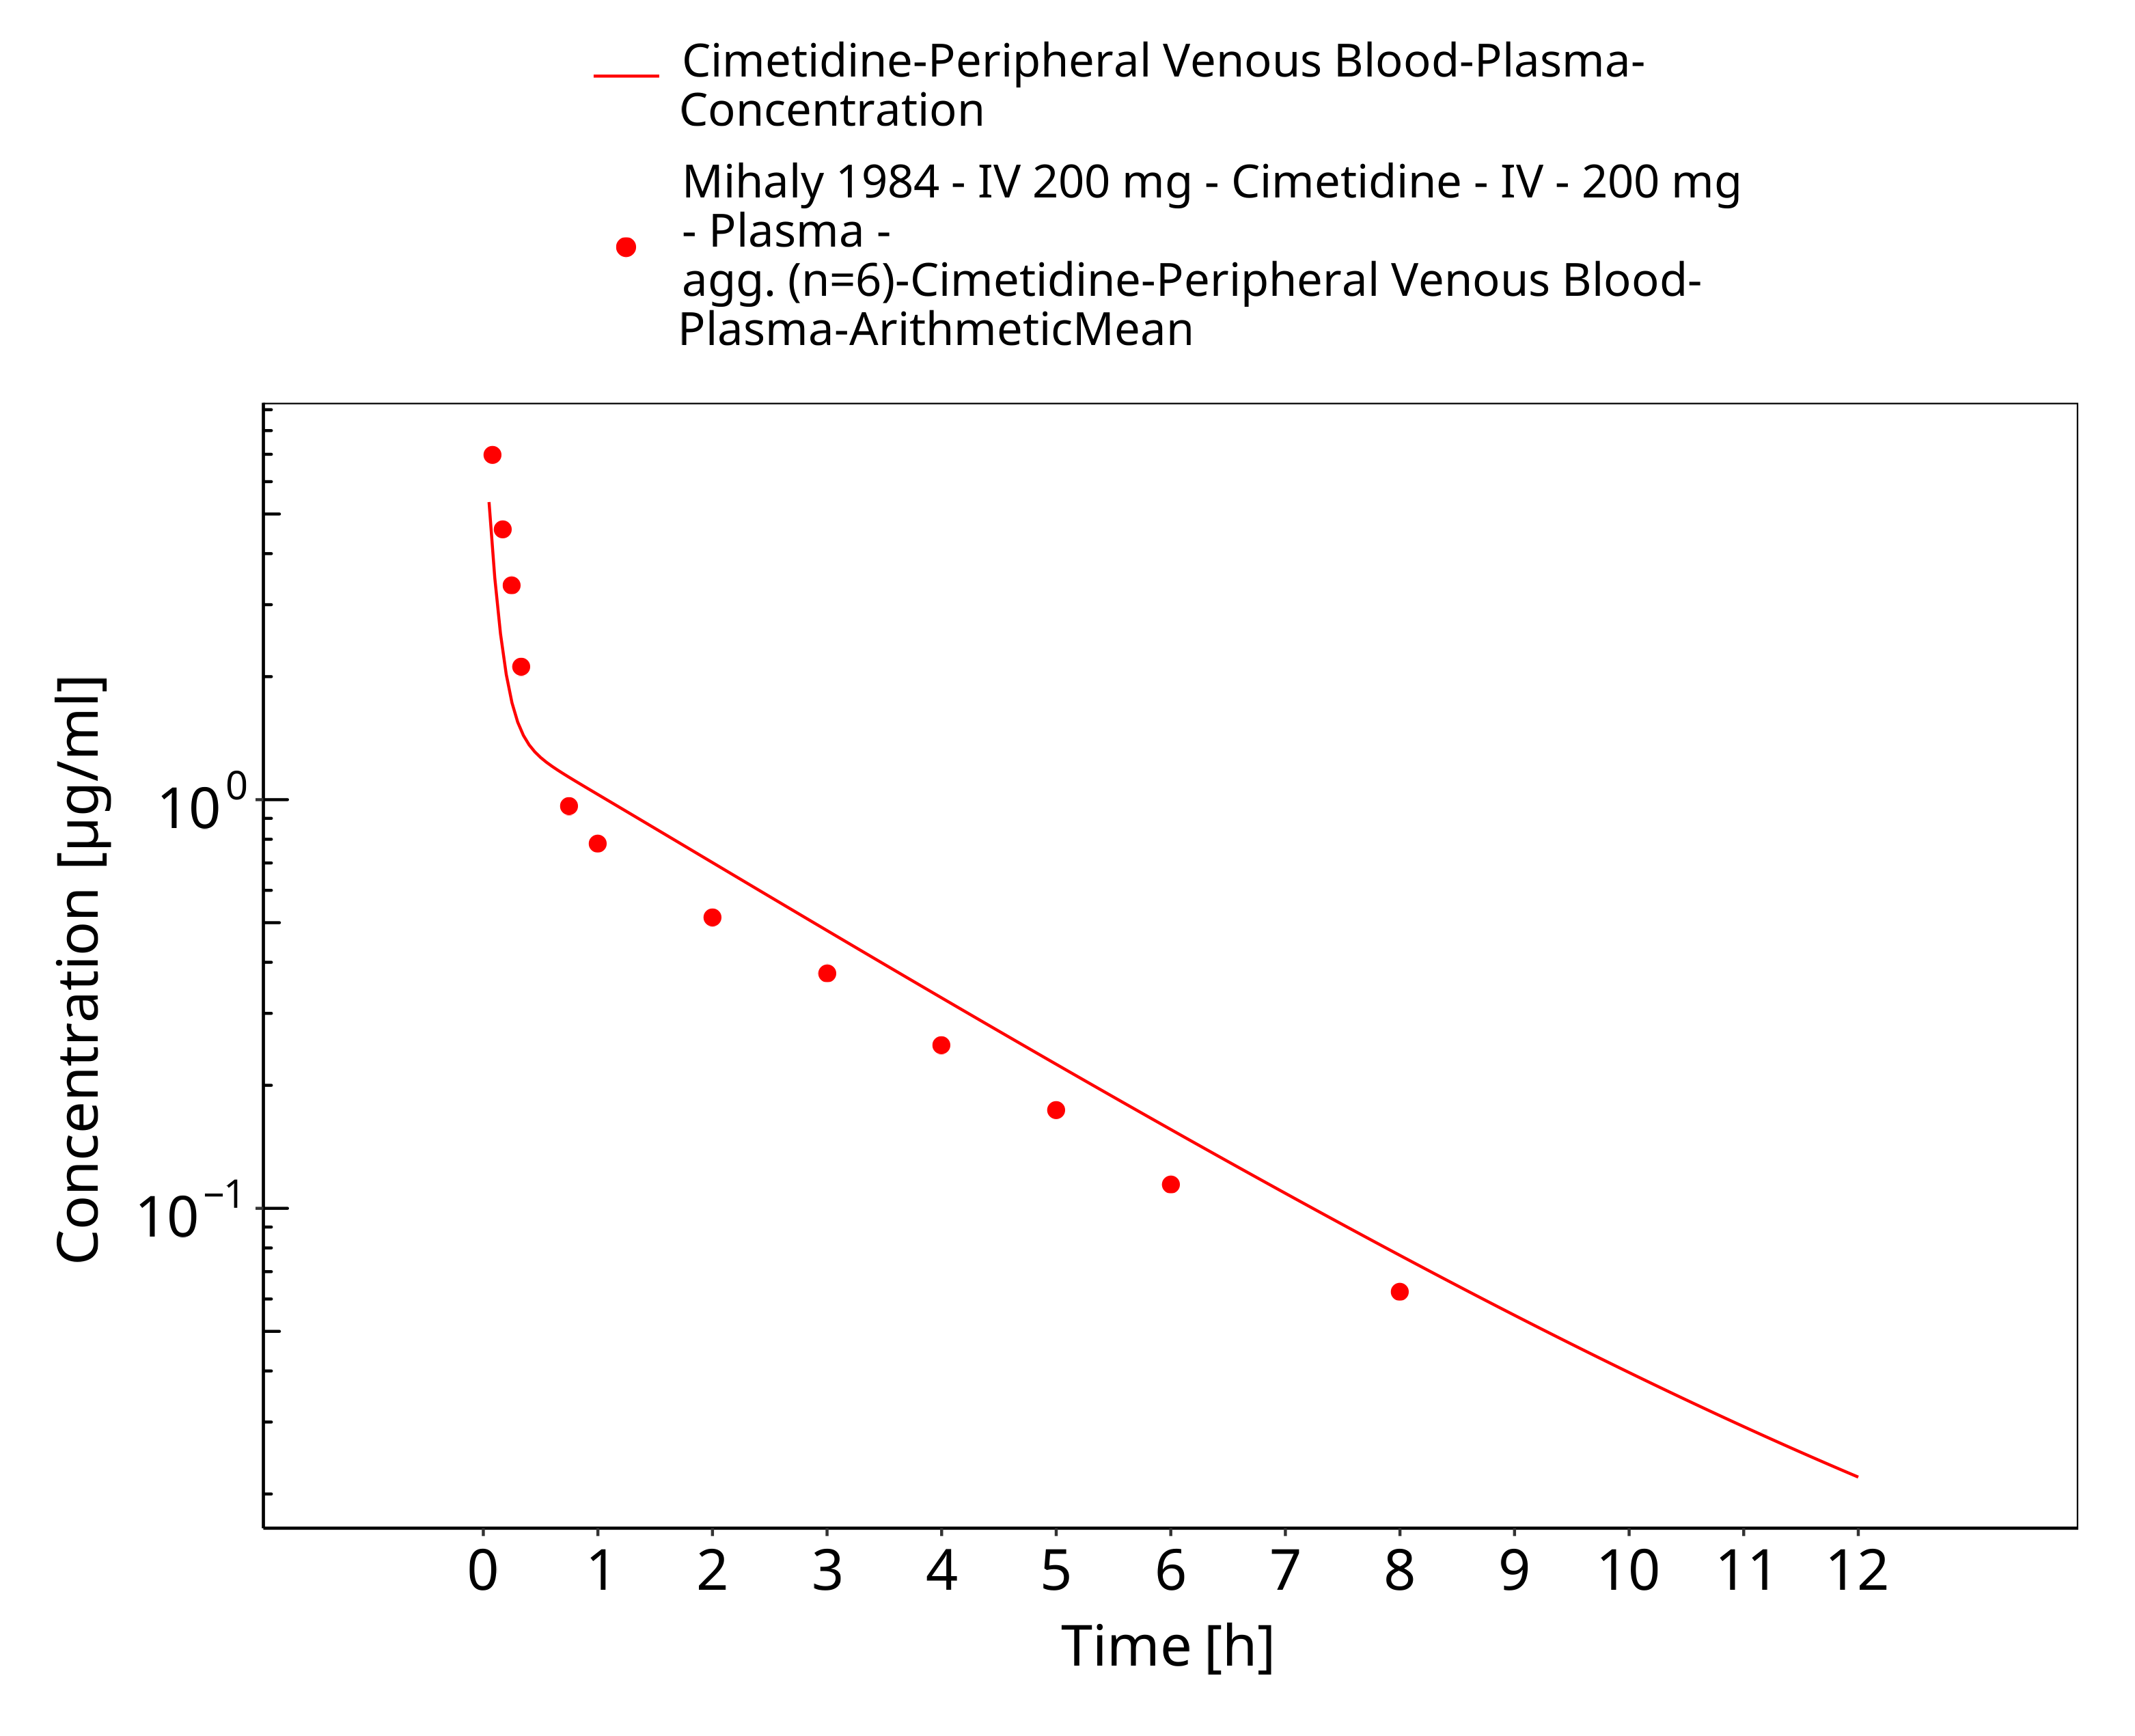 Cimetidine-Peripheral Venous Blood-Plasma-
Concentration
Mihaly 1984 - IV 200 mg - Cimetidine - IV - 200 mg
- Plasma -
agg. (n=6)-Cimetidine-Peripheral Venous Blood-
Plasma-ArithmeticMean
Concentration [µg/ml]
10⁰
10⁻¹
0 1 2 3 4 5 6 7 8 9 10 11 12
Time [h]